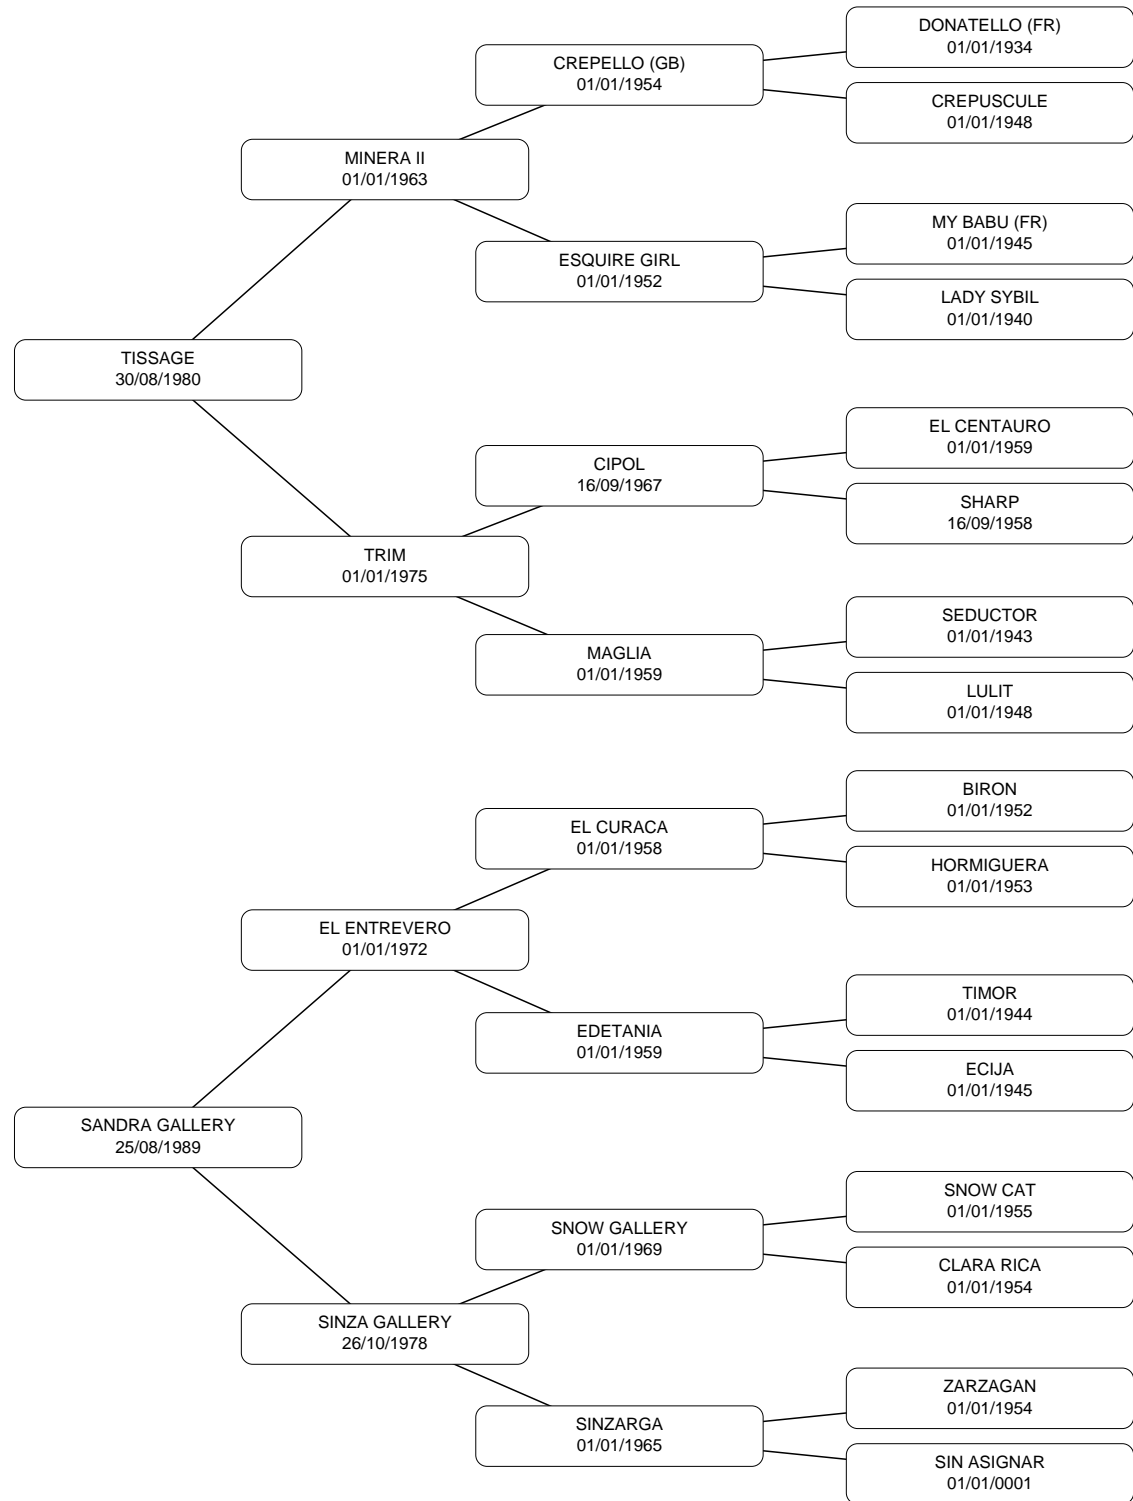 DONATELLO (FR)
01/01/1934
CREPELLO (GB)
01/01/1954
CREPUSCULE
01/01/1948
MINERA II
01/01/1963
MY BABU (FR)
01/01/1945
ESQUIRE GIRL
01/01/1952
LADY SYBIL
01/01/1940
TISSAGE
30/08/1980
EL CENTAURO
01/01/1959
CIPOL
16/09/1967
SHARP
16/09/1958
TRIM
01/01/1975
SEDUCTOR
01/01/1943
MAGLIA
01/01/1959
LULIT
01/01/1948
BIRON
01/01/1952
EL CURACA
01/01/1958
HORMIGUERA
01/01/1953
EL ENTREVERO
01/01/1972
TIMOR
01/01/1944
EDETANIA
01/01/1959
ECIJA
01/01/1945
SANDRA GALLERY
25/08/1989
SNOW CAT
01/01/1955
SNOW GALLERY
01/01/1969
CLARA RICA
01/01/1954
SINZA GALLERY
26/10/1978
ZARZAGAN
01/01/1954
SINZARGA
01/01/1965
SIN ASIGNAR
01/01/0001